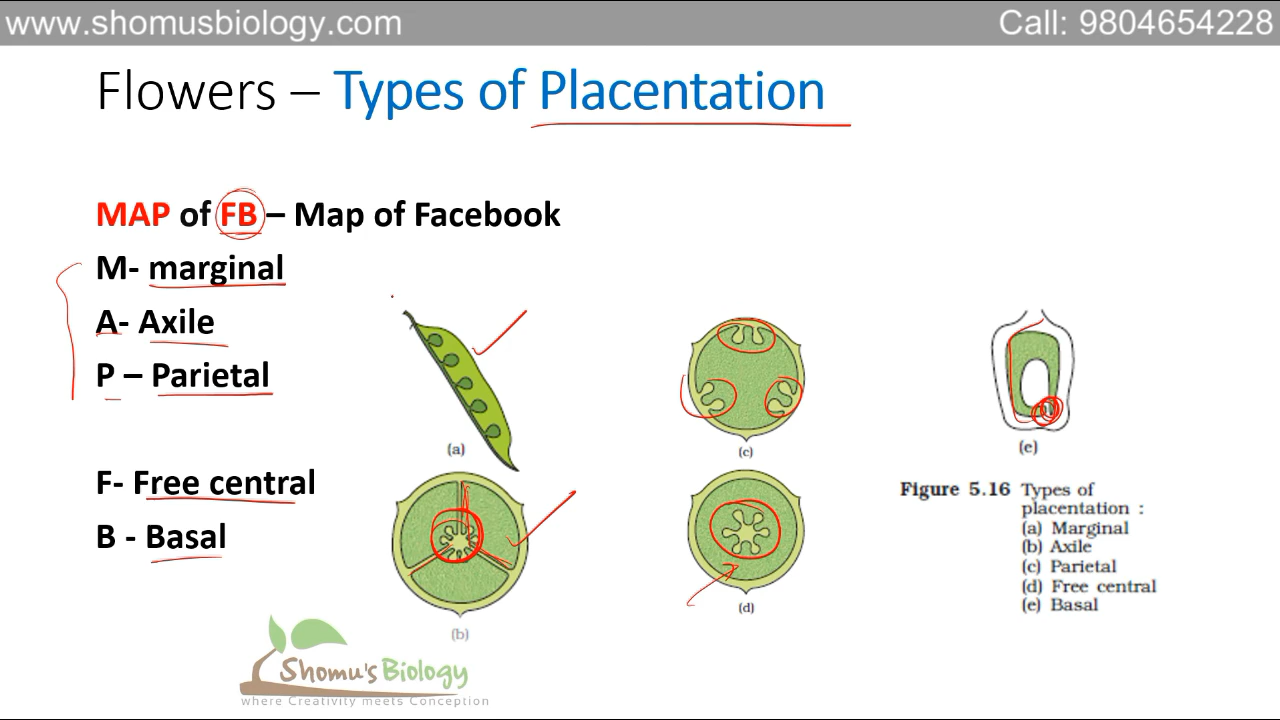 www.shomusbiology.com
Call: 9804654228
Flowers – Types of Placentation
MAP of FB – Map of Facebook
M- marginal
A- Axile
P – Parietal
F- Free central
B - Basal
(a)
(b)
(c)
(d)
(e)
Figure 5.16 Types of
placentation :
(a) Marginal
(b) Axile
(c) Parietal
(d) Free central
(e) Basal
Shomu's Biology
where Creativity meets Conception